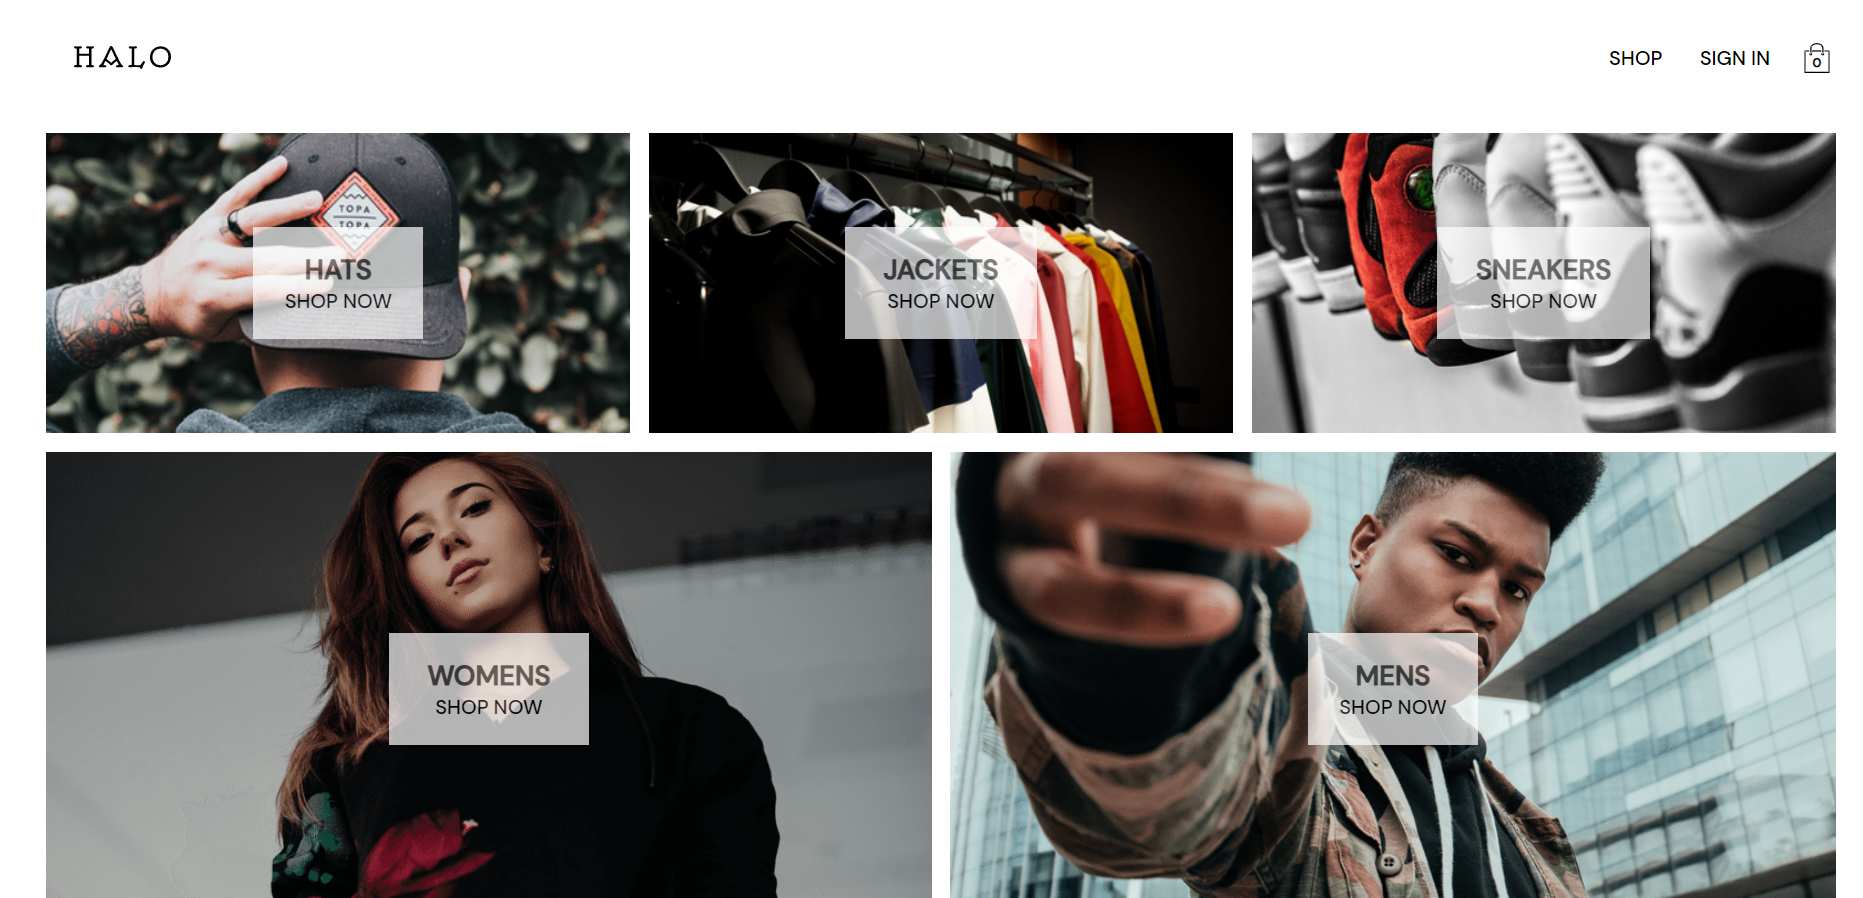 HALO
SHOP
SIGN IN
0
TOPA
TOPA
HATS
SHOP NOW
JACKETS
SHOP NOW
SNEAKERS
SHOP NOW
WOMENS
SHOP NOW
MENS
SHOP NOW